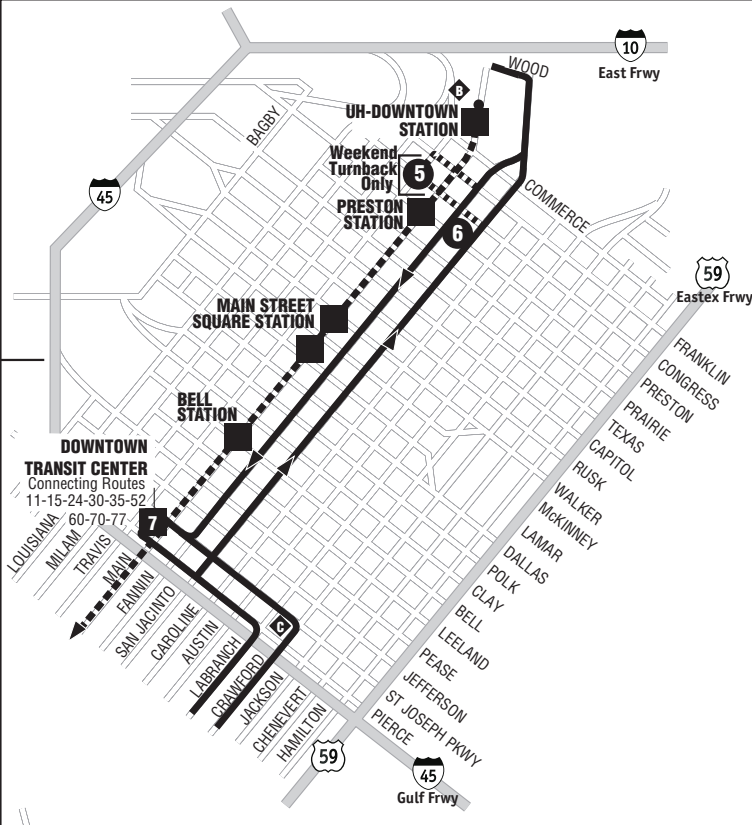 WOOD
10
East Frwy
B
UH-DOWNTOWN
STATION
BAGBY
Weekend
Turnback
Only
5
45
PRESTON
STATION
COMMERCE
6
59
Eastex Frwy
MAIN STREET
SQUARE STATION
BELL
STATION
DOWNTOWN
TRANSIT CENTER
Connecting Routes
11-15-24-30-35-52
60-70-77
7
FRANKLIN
CONGRESS
PRESTON
PRAIRIE
TEXAS
CAPITOL
RUSK
WALKER
McKINNEY
LAMAR
DALLAS
POLK
CLAY
BELL
LEELAND
PEASE
JEFFERSON
ST JOSEPH PKWY
PIERCE
LOUISIANA
MILAM
TRAVIS
MAIN
FANNIN
SAN JACINTO
CAROLINE
AUSTIN
LABRANCH
CRAWFORD
JACKSON
CHENEVERT
HAMILTON
C
59
45
Gulf Frwy